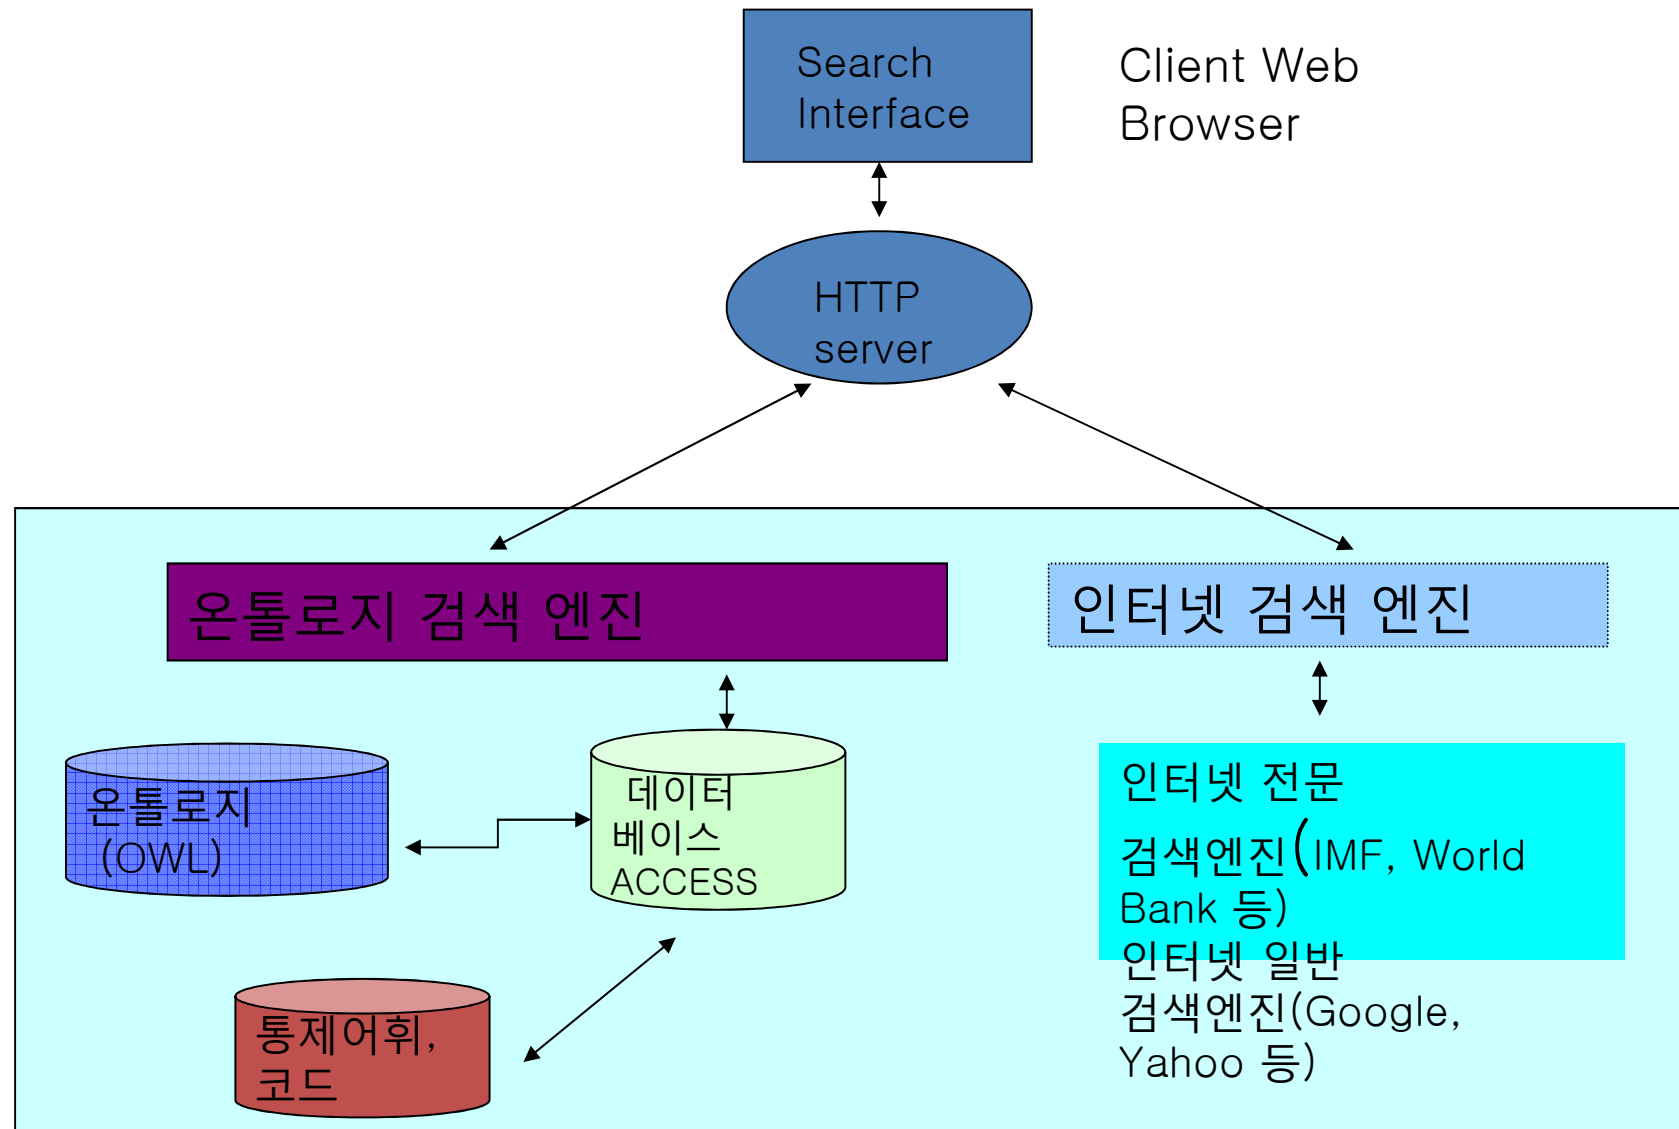 Search
Interface
Client Web
Browser
HTTP
server
온톨로지 검색 엔진
인터넷 검색 엔진
온톨로지
(OWL)
데이터
베이스
ACCESS
통제어휘,
코드
인터넷 전문
검색엔진(IMF, World
Bank 등)
인터넷 일반
검색엔진(Google,
Yahoo 등)